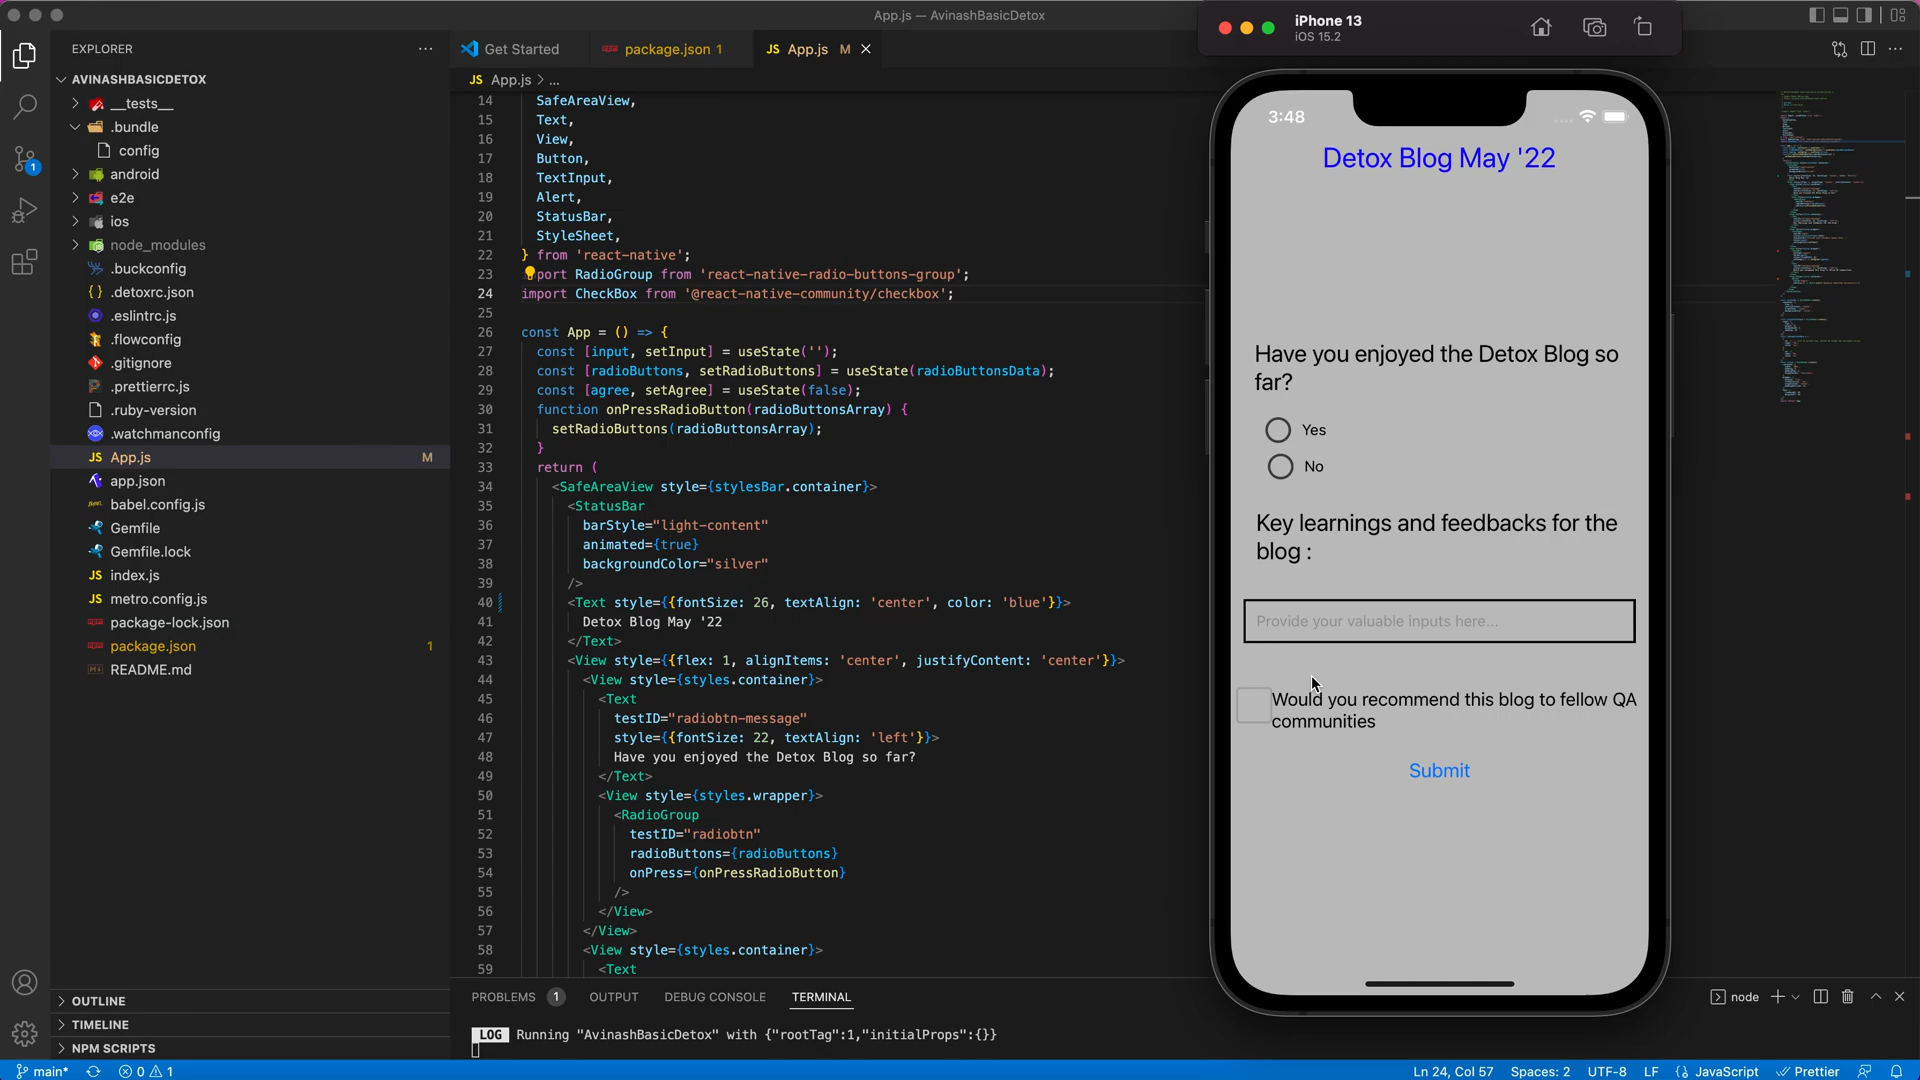 App.js — AvinashBasicDetox
iPhone 13
iOS 15.2
EXPLORER
Get Started
package.json 1
JS App.js M
AVINASHBASICDETOX
JS App.js > ...
__tests__
.bundle
config
android
e2e
ios
node_modules
.buckconfig
.detoxrc.json
.eslintrc.js
.flowconfig
.gitignore
.prettierrc.js
.ruby-version
.watchmanconfig
JS App.js M
app.json
babel.config.js
Gemfile
Gemfile.lock
JS index.js
JS metro.config.js
package-lock.json
package.json 1
README.md
OUTLINE
TIMELINE
NPM SCRIPTS
1
14 SafeAreaView,
15 Text,
16 View,
17 Button,
18 TextInput,
19 Alert,
20 StatusBar,
21 StyleSheet,
22 } from 'react-native';
23 port RadioGroup from 'react-native-radio-buttons-group';
24 import CheckBox from '@react-native-community/checkbox';
25
26 const App = () => {
27 const [input, setInput] = useState('');
28 const [radioButtons, setRadioButtons] = useState(radioButtonsData);
29 const [agree, setAgree] = useState(false);
30 function onPressRadioButton(radioButtonsArray) {
31 setRadioButtons(radioButtonsArray);
32 }
33 return (
34 <SafeAreaView style={stylesBar.container}>
35 <StatusBar
36 barStyle="light-content"
37 animated={true}
38 backgroundColor="silver"
39 />
40 <Text style={{fontSize: 26, textAlign: 'center', color: 'blue'}}>
41 Detox Blog May '22
42 </Text>
43 <View style={{flex: 1, alignItems: 'center', justifyContent: 'center'}}>
44 <View style={styles.container}>
45 <Text
46 testID="radiobtn-message"
47 style={{fontSize: 22, textAlign: 'left'}}>
48 Have you enjoyed the Detox Blog so far?
49 </Text>
50 <View style={styles.wrapper}>
51 <RadioGroup
52 testID="radiobtn"
53 radioButtons={radioButtons}
54 onPress={onPressRadioButton}
55 />
56 </View>
57 </View>
58 <View style={styles.container}>
59 <Text
3:48
Detox Blog May '22
Have you enjoyed the Detox Blog so
far?
Yes
No
Key learnings and feedbacks for the
blog :
Provide your valuable inputs here...
Would you recommend this blog to fellow QA
communities
Submit
PROBLEMS 1 OUTPUT DEBUG CONSOLE TERMINAL
node
LOG Running "AvinashBasicDetox" with {"rootTag":1,"initialProps":{}}
main* 0 1
Ln 24, Col 57 Spaces: 2 UTF-8 LF {} JavaScript Prettier